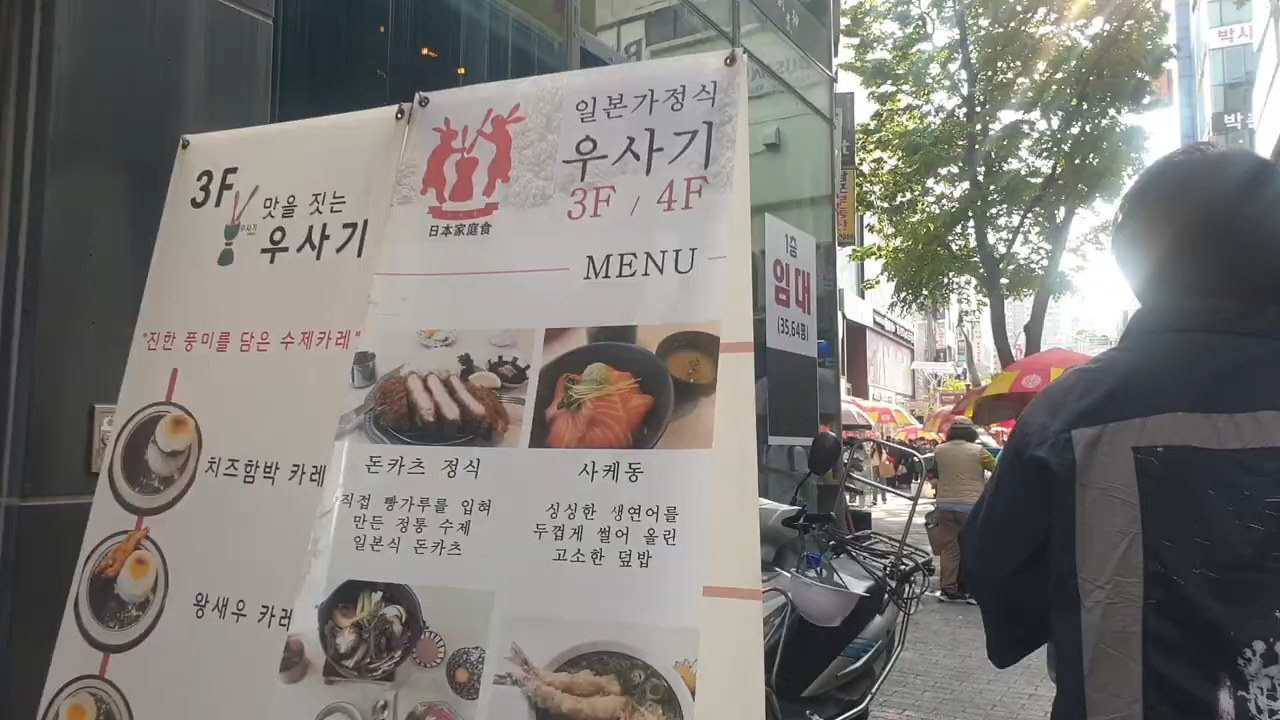 3F
맛을 짓는
우사기
"진한 풍미를 담은 수제카레"
치즈함박 카레
왕새우 카레
일본가정식
우사기
3F / 4F
日本家庭食
MENU
돈카츠 정식
직접 빵가루를 입혀
만든 정통 수제
일본식 돈카츠
사케동
싱싱한 생연어를
두껍게 썰어 올린
고소한 덮밥
1층
임대
(35.64평)
박시
박